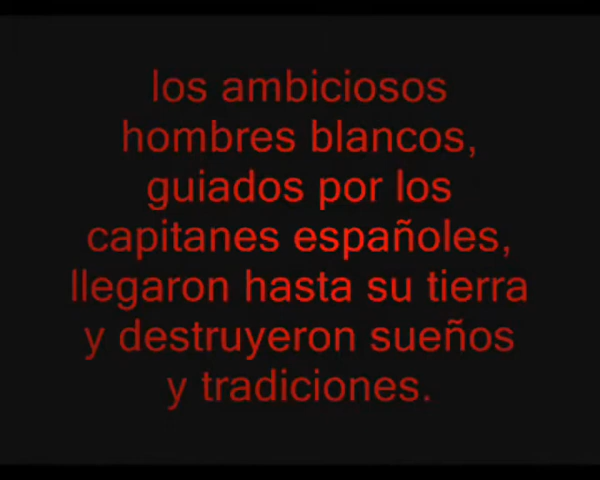 los ambiciosos
hombres blancos,
guiados por los
capitanes españoles,
llegaron hasta su tierra
y destruyeron sueños
y tradiciones.